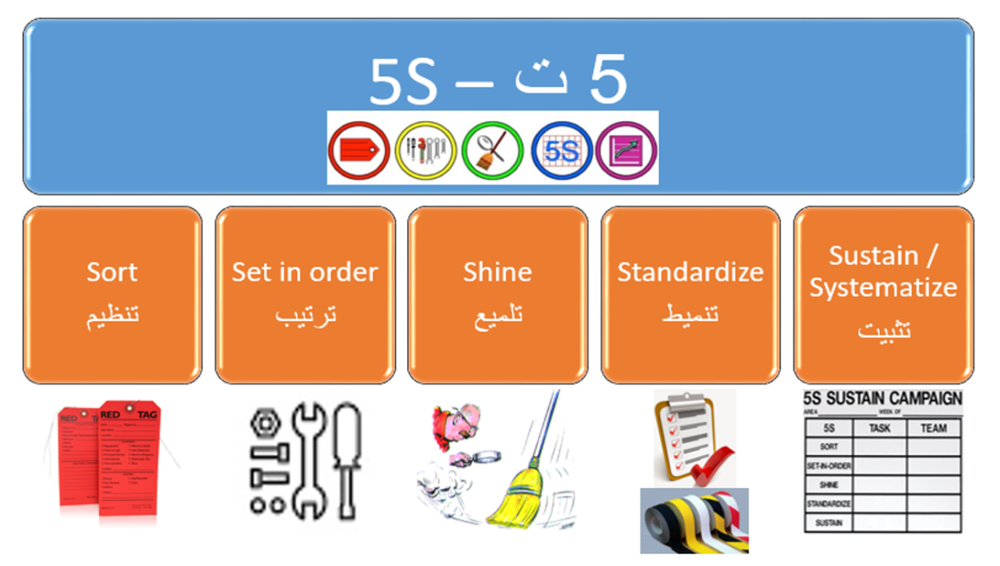 5S – ت 5
5S
Sort
تنظيم
Set in order
ترتيب
Shine
تلميع
Standardize
تنميط
Sustain /
Systematize
تثبيت
RED TAG
RED TAG
5S SUSTAIN CAMPAIGN
AREA WEEK OF
5S TASK TEAM
SORT
SET-IN-ORDER
SHINE
STANDARDIZE
SUSTAIN